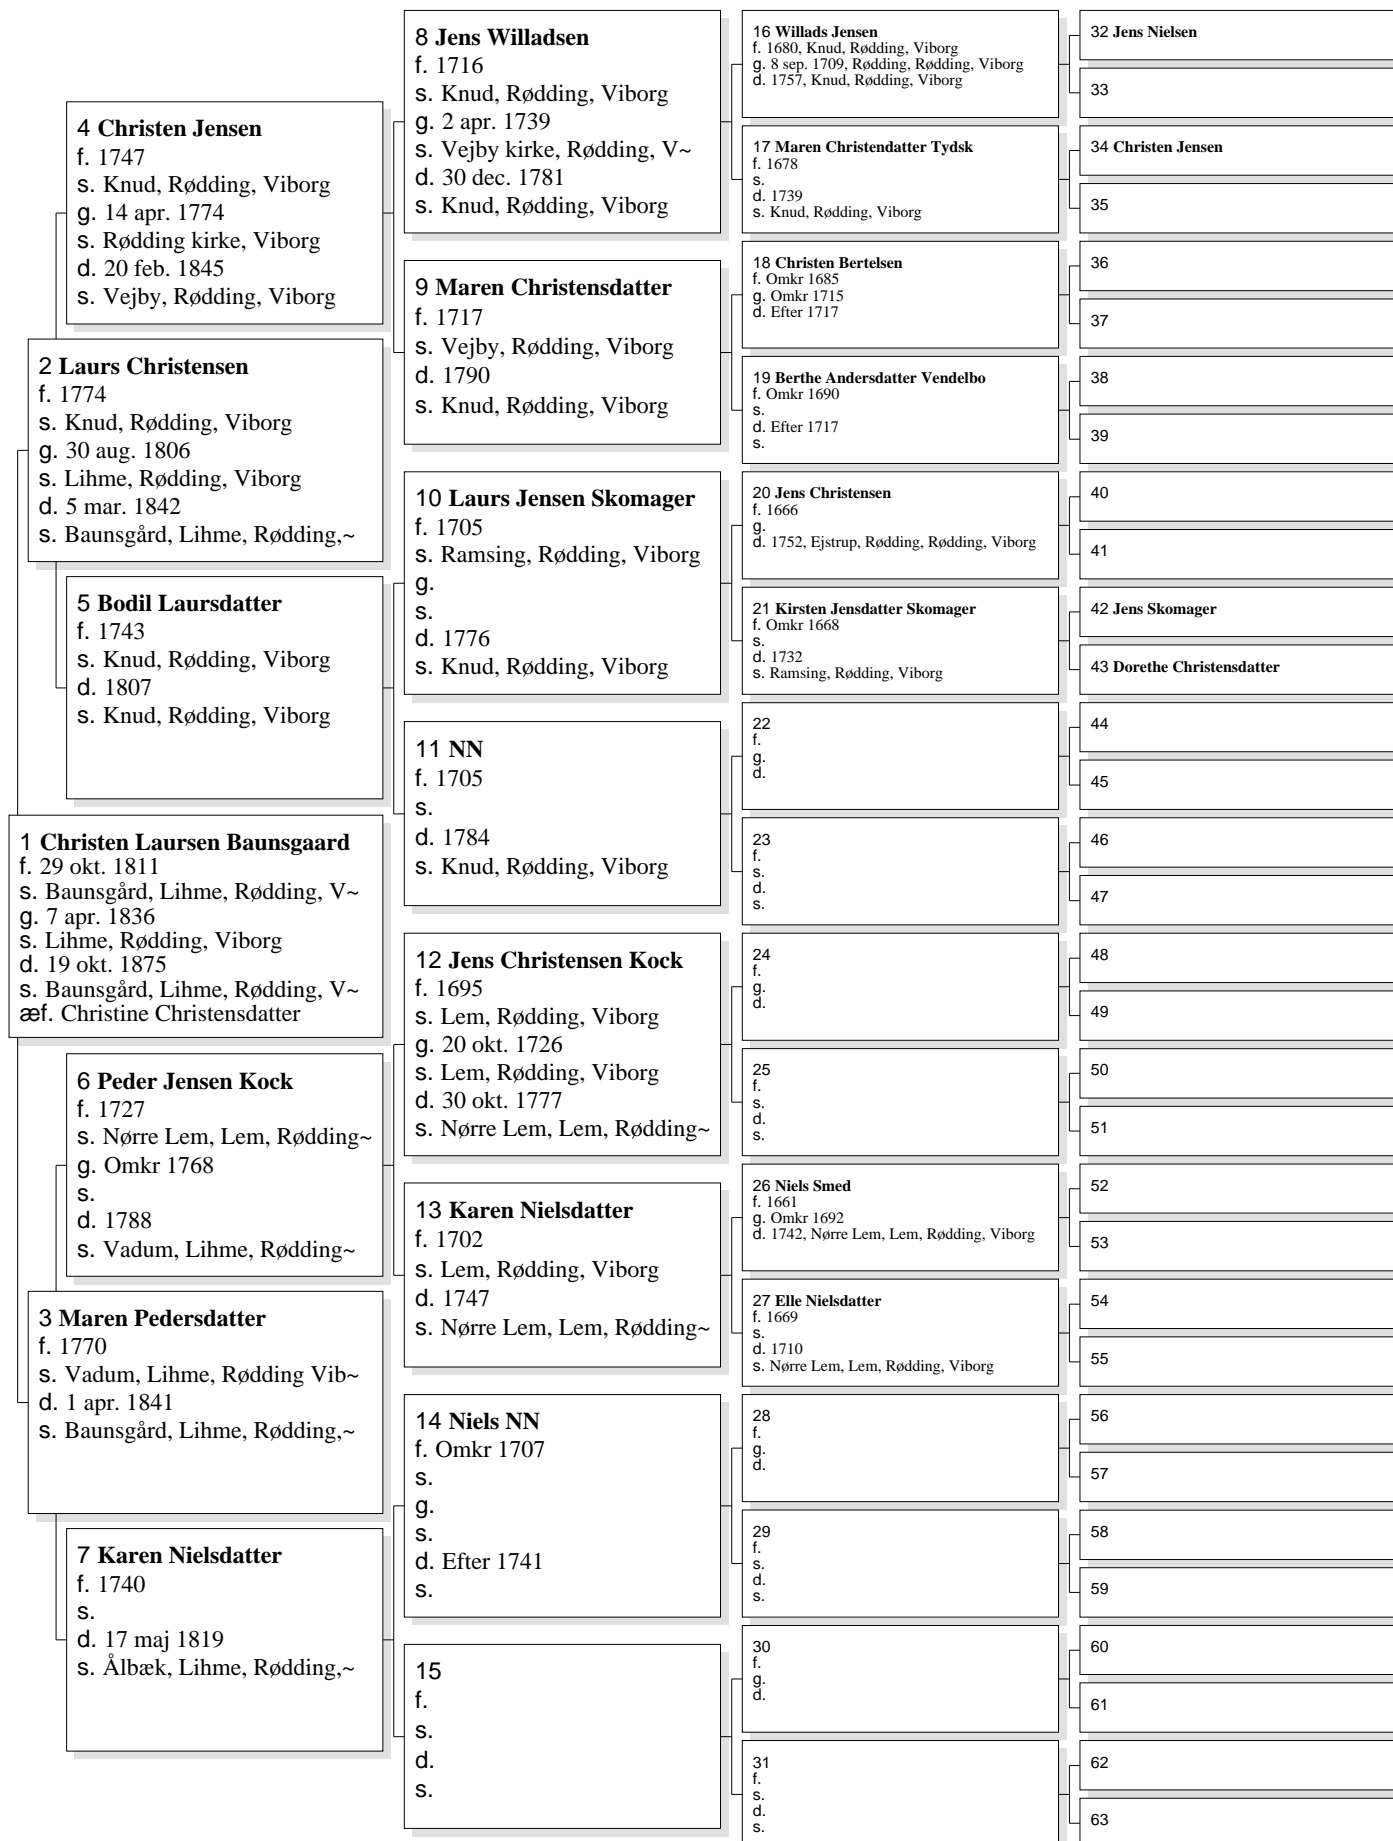 8 Jens Willadsen
f. 1716
s. Knud, Rødding, Viborg
g. 2 apr. 1739
s. Vejby kirke, Rødding, V~
d. 30 dec. 1781
s. Knud, Rødding, Viborg
16 Willads Jensen
f. 1680, Knud, Rødding, Viborg
g. 8 sep. 1709, Rødding, Rødding, Viborg
d. 1757, Knud, Rødding, Viborg
32 Jens Nielsen
33
4 Christen Jensen
f. 1747
s. Knud, Rødding, Viborg
g. 14 apr. 1774
s. Rødding kirke, Viborg
d. 20 feb. 1845
s. Vejby, Rødding, Viborg
17 Maren Christendatter Tydsk
f. 1678
s.
d. 1739
s. Knud, Rødding, Viborg
34 Christen Jensen
35
9 Maren Christensdatter
f. 1717
s. Vejby, Rødding, Viborg
d. 1790
s. Knud, Rødding, Viborg
18 Christen Bertelsen
f. Omkr 1685
g. Omkr 1715
d. Efter 1717
36
37
2 Laurs Christensen
f. 1774
s. Knud, Rødding, Viborg
g. 30 aug. 1806
s. Lihme, Rødding, Viborg
d. 5 mar. 1842
s. Baunsgård, Lihme, Rødding,~
19 Berthe Andersdatter Vendelbo
f. Omkr 1690
s.
d. Efter 1717
s.
38
39
10 Laurs Jensen Skomager
f. 1705
s. Ramsing, Rødding, Viborg
g.
s.
d. 1776
s. Knud, Rødding, Viborg
20 Jens Christensen
f. 1666
g.
d. 1752, Ejstrup, Rødding, Rødding, Viborg
40
41
5 Bodil Laursdatter
f. 1743
s. Knud, Rødding, Viborg
d. 1807
s. Knud, Rødding, Viborg
21 Kirsten Jensdatter Skomager
f. Omkr 1668
s.
d. 1732
s. Ramsing, Rødding, Viborg
42 Jens Skomager
43 Dorethe Christensdatter
11 NN
f. 1705
s.
d. 1784
s. Knud, Rødding, Viborg
22
f.
g.
d.
44
45
1 Christen Laursen Baunsgaard
f. 29 okt. 1811
s. Baunsgård, Lihme, Rødding, V~
g. 7 apr. 1836
s. Lihme, Rødding, Viborg
d. 19 okt. 1875
s. Baunsgård, Lihme, Rødding, V~
æf. Christine Christensdatter
23
f.
s.
d.
s.
46
47
12 Jens Christensen Kock
f. 1695
s. Lem, Rødding, Viborg
g. 20 okt. 1726
s. Lem, Rødding, Viborg
d. 30 okt. 1777
s. Nørre Lem, Lem, Rødding~
24
f.
g.
d.
48
49
6 Peder Jensen Kock
f. 1727
s. Nørre Lem, Lem, Rødding~
g. Omkr 1768
s.
d. 1788
s. Vadum, Lihme, Rødding~
25
f.
s.
d.
s.
50
51
13 Karen Nielsdatter
f. 1702
s. Lem, Rødding, Viborg
d. 1747
s. Nørre Lem, Lem, Rødding~
26 Niels Smed
f. 1661
g. Omkr 1692
d. 1742, Nørre Lem, Lem, Rødding, Viborg
52
53
3 Maren Pedersdatter
f. 1770
s. Vadum, Lihme, Rødding Vib~
d. 1 apr. 1841
s. Baunsgård, Lihme, Rødding,~
27 Elle Nielsdatter
f. 1669
s.
d. 1710
s. Nørre Lem, Lem, Rødding, Viborg
54
55
14 Niels NN
f. Omkr 1707
s.
g.
s.
d. Efter 1741
s.
28
f.
g.
d.
56
57
7 Karen Nielsdatter
f. 1740
s.
d. 17 maj 1819
s. Ålbæk, Lihme, Rødding,~
29
f.
s.
d.
s.
58
59
15
f.
s.
d.
s.
30
f.
g.
d.
60
61
31
f.
s.
d.
s.
62
63